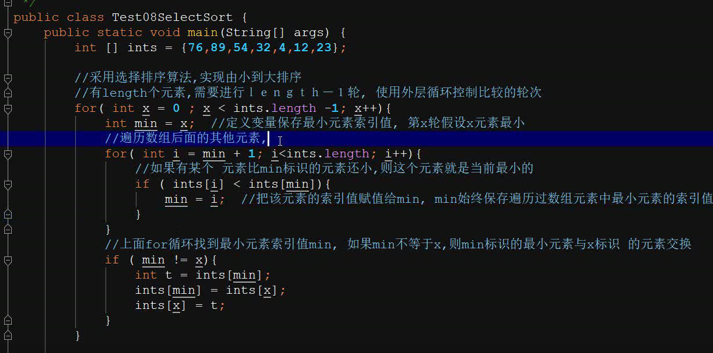 */
public class Test08SelectSort {
public static void main(String[] args) {
int [] ints = {76,89,54,32,4,12,23};
//采用选择排序算法,实现由小到大排序
//有length个元素,需要进行ｌｅｎｇｔｈ－１轮, 使用外层循环控制比较的轮次
for( int x = 0 ; x < ints.length -1; x++){
int min = x; //定义变量保存最小元素索引值, 第x轮假设x元素最小
//遍历数组后面的其他元素,
for( int i = min + 1; i<ints.length; i++){
//如果有某个 元素比min标识的元素还小,则这个元素就是当前最小的
if ( ints[i] < ints[min]){
min = i; //把该元素的索引值赋值给min, min始终保存遍历过数组元素中最小元素的索引值
}
}
//上面for循环找到最小元素索引值min, 如果min不等于x,则min标识的最小元素与x标识 的元素交换
if ( min != x){
int t = ints[min];
ints[min] = ints[x];
ints[x] = t;
}
}